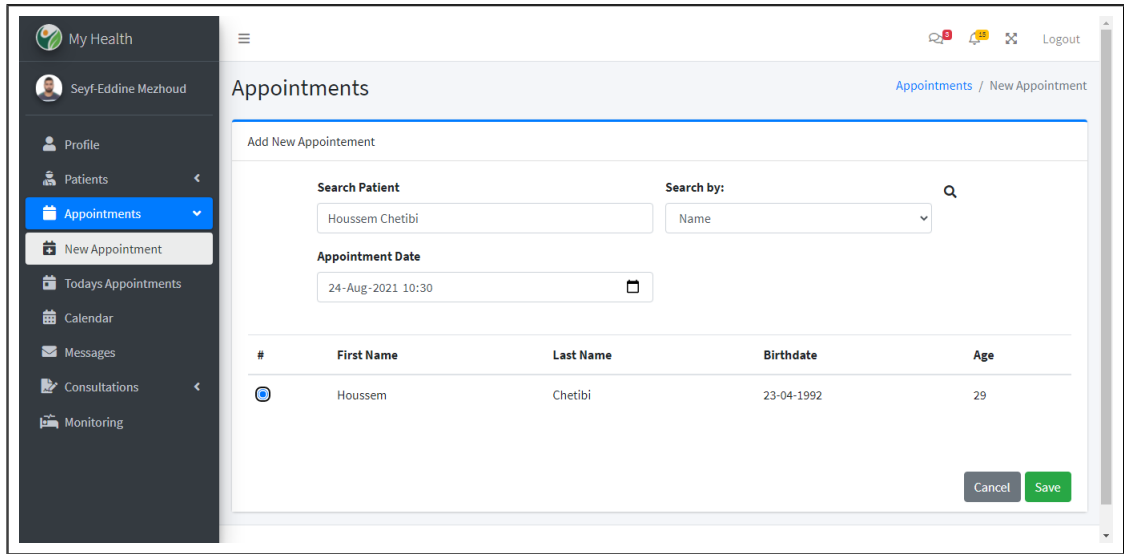 My Health
5
15
Logout
Seyf-Eddine Mezhoud
Appointments
Appointments / New Appointment
Profile
Patients
Appointments
New Appointment
Todays Appointments
Calendar
Messages
Consultations
Monitoring
Add New Appointement
Search Patient
Search by:
Houssem Chetibi
Name
Appointment Date
24-Aug-2021 10:30
# First Name Last Name Birthdate Age
Houssem Chetibi 23-04-1992 29
Cancel Save